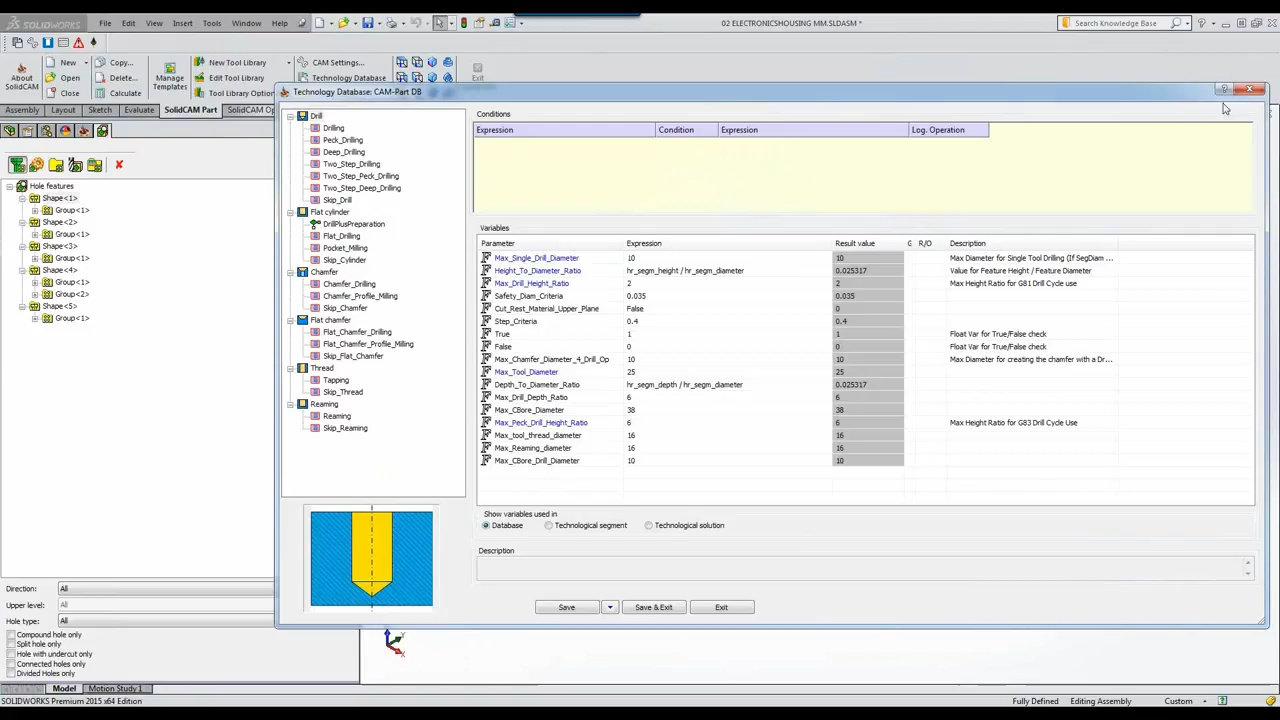 SOLIDWORKS File Edit View Insert Tools Window Help 02 ELECTRONICSHOUSING MM.SLDASM * Search Knowledge Base
About SolidCAM New Open Close Copy... Delete... Calculate Manage Templates New Tool Library Edit Tool Library Tool Library Options CAM Settings... Technology Database Exit
Assembly Layout Sketch Evaluate SolidCAM Part SolidCAM Op
Technology Database: CAM-Part DB
Hole features
Shape<1>
Group<1>
Shape<2>
Group<1>
Shape<3>
Group<1>
Shape<4>
Group<1>
Group<2>
Shape<5>
Group<1>
Direction: All
Upper level: All
Hole type: All
Compound hole only
Split hole only
Hole with undercut only
Connected holes only
Divided Holes only
Drill
Drilling
Peck_Drilling
Deep_Drilling
Two_Step_Drilling
Two_Step_Peck_Drilling
Two_Step_Deep_Drilling
Skip_Drill
Flat cylinder
DrillPlusPreparation
Flat_Drilling
Pocket_Milling
Skip_Cylinder
Chamfer
Chamfer_Drilling
Chamfer_Profile_Milling
Skip_Chamfer
Flat chamfer
Flat_Chamfer_Drilling
Flat_Chamfer_Profile_Milling
Skip_Flat_Chamfer
Thread
Tapping
Skip_Thread
Reaming
Reaming
Skip_Reaming
Conditions
Expression Condition Expression Log. Operation
Variables
Parameter Expression Result value G R/O Description
Max_Single_Drill_Diameter 10 10 Max Diameter for Single Tool Drilling (If SegDiam ...
Height_To_Diameter_Ratio hr_segm_height / hr_segm_diameter 0.025317 Value for Feature Height / Feature Diameter
Max_Drill_Height_Ratio 2 2 Max Height Ratio for G81 Drill Cycle use
Safety_Diam_Criteria 0.035 0.035
Cut_Rest_Material_Upper_Plane False 0
Step_Criteria 0.4 0.4
True 1 1 Float Var for True/False check
False 0 0 Float Var for True/False check
Max_Chamfer_Diameter_4_Drill_Op 10 10 Max Diameter for creating the chamfer with a Dr...
Max_Tool_Diameter 25 25
Depth_To_Diameter_Ratio hr_segm_depth / hr_segm_diameter 0.025317
Max_Drill_Depth_Ratio 6 6
Max_CBore_Diameter 38 38
Max_Peck_Drill_Height_Ratio 6 6 Max Height Ratio for G83 Drill Cycle Use
Max_tool_thread_diameter 16 16
Max_Reaming_diameter 16 16
Max_CBore_Drill_Diameter 10 10
Show variables used in
Database Technological segment Technological solution
Description
Save Save & Exit Exit
Y
X
Model Motion Study 1
SOLIDWORKS Premium 2015 x64 Edition Fully Defined Editing Assembly Custom